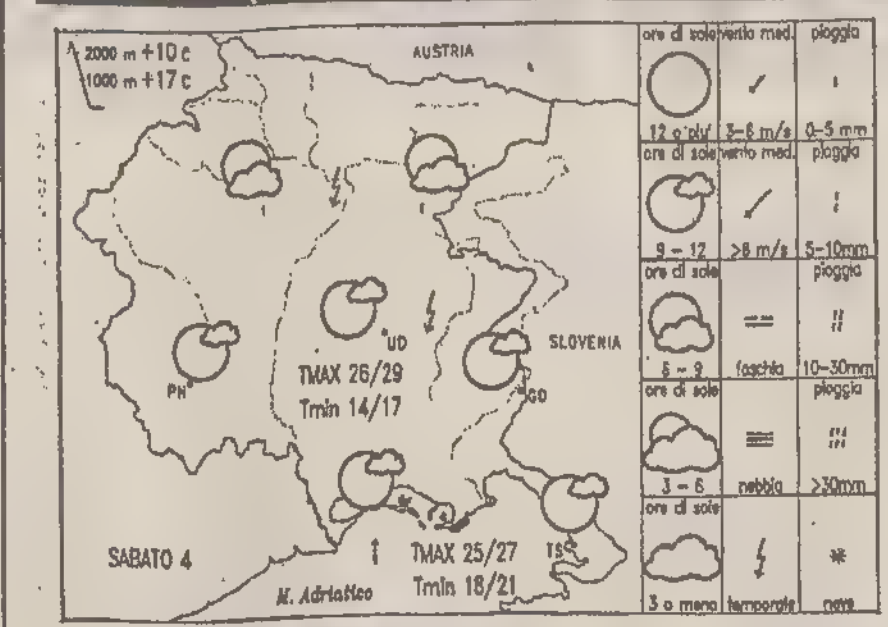 2000 m +10 c
1000 m +17 c
AUSTRIA
UD
SLOVENIA
PN
TMAX 26/29
Tmin 14/17
GO
SABATO 4
TMAX 25/27
TS
Tmin 18/21
M. Adriatico
ore di sole vento med. pioggia
12 o piu' 3-6 m/s 0-5 mm
ore di sole vento med. pioggia
9 - 12 >6 m/s 5-10mm
ore di sole pioggia
6 - 9 foschia 10-30mm
ore di sole pioggia
3 - 6 nebbia >30mm
ore di sole
3 o meno temporale neve